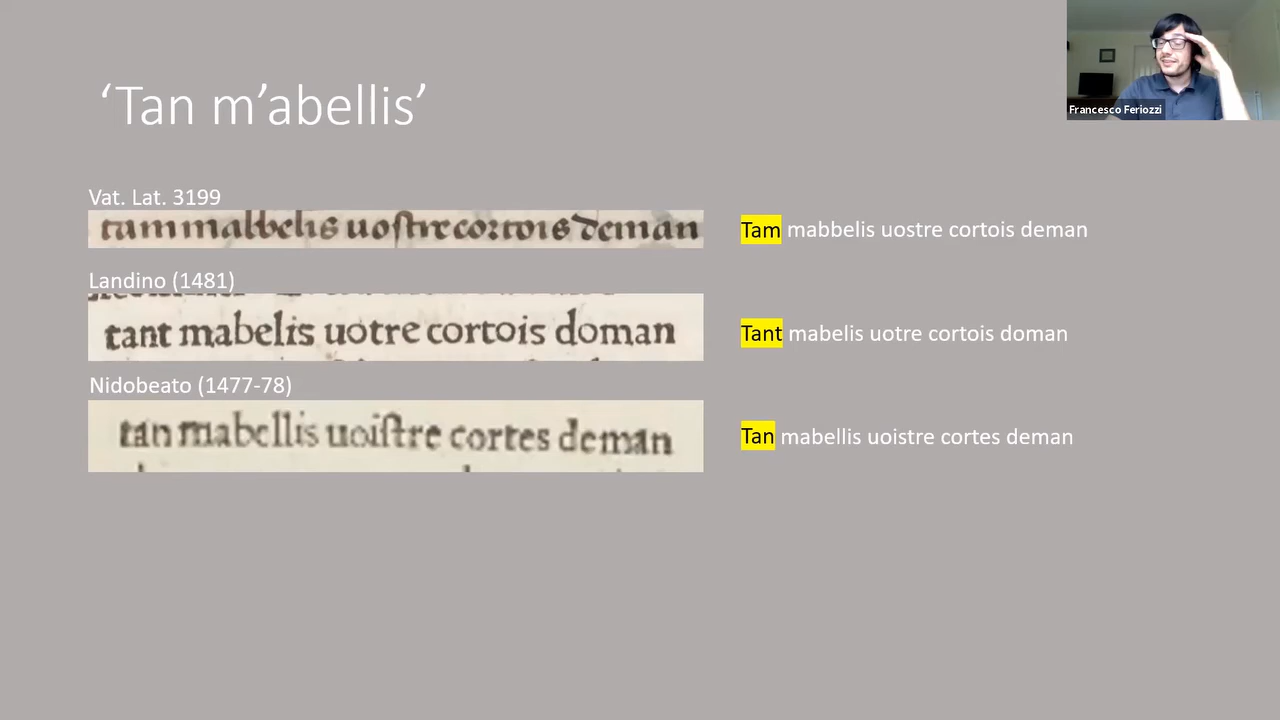 ‘Tan m’abellis’
Francesco Feriozzi
Vat. Lat. 3199
tam mabbelis uostre cortois deman
Tam mabbelis uostre cortois deman
Landino (1481)
tant mabelis uotre cortois doman
Tant mabelis uotre cortois doman
Nidobeato (1477-78)
tan mabellis uoiſtre cortes deman
Tan mabellis uoistre cortes deman